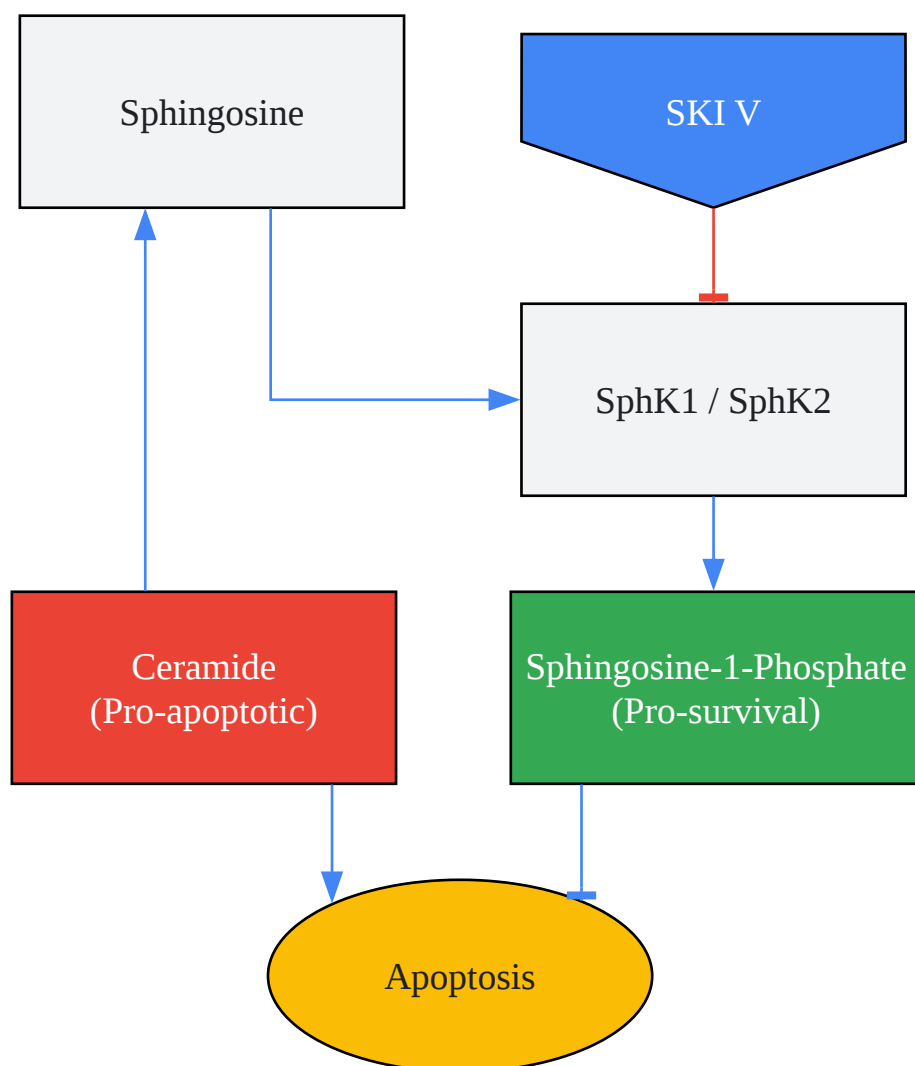 Sphingosine
SKI V
SphK1 / SphK2
Ceramide
(Pro-apoptotic)
Sphingosine-1-Phosphate
(Pro-survival)
Apoptosis